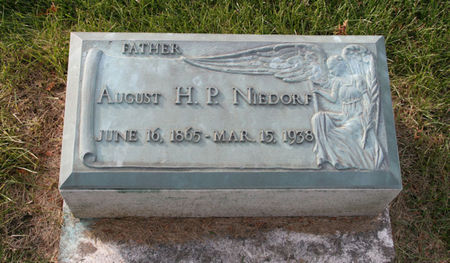 FATHER
AUGUST H. P. NIEDORF
JUNE 16, 1865 - MAR. 15, 1938